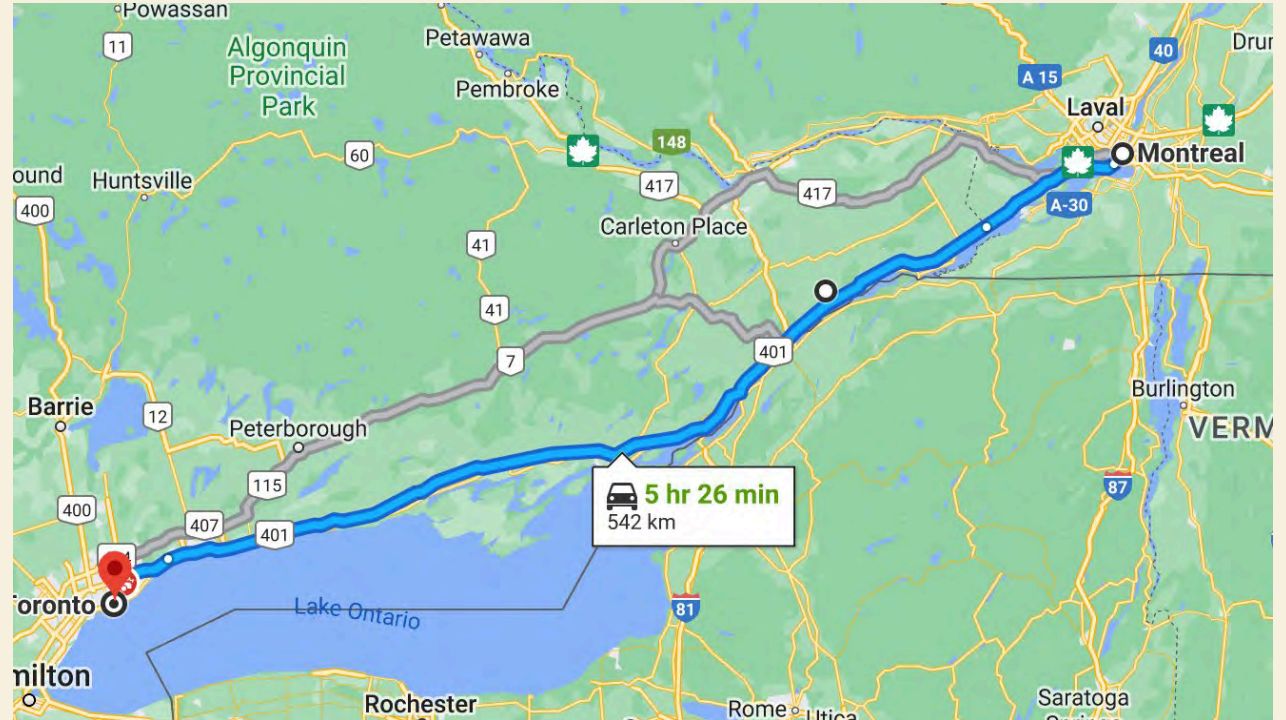 Powassan
11
Algonquin
Provincial
Park
Petawawa
Pembroke
40
Drur
A 15
Laval
148
60
417
417
Montreal
A-30
ound
Huntsville
400
Carleton Place
41
41
7
401
Burlington
VERM
Barrie
12
Peterborough
115
400
407
401
5 hr 26 min
542 km
87
Toronto
Lake Ontario
81
milton
Rochester
Rome
Utica
Saratoga